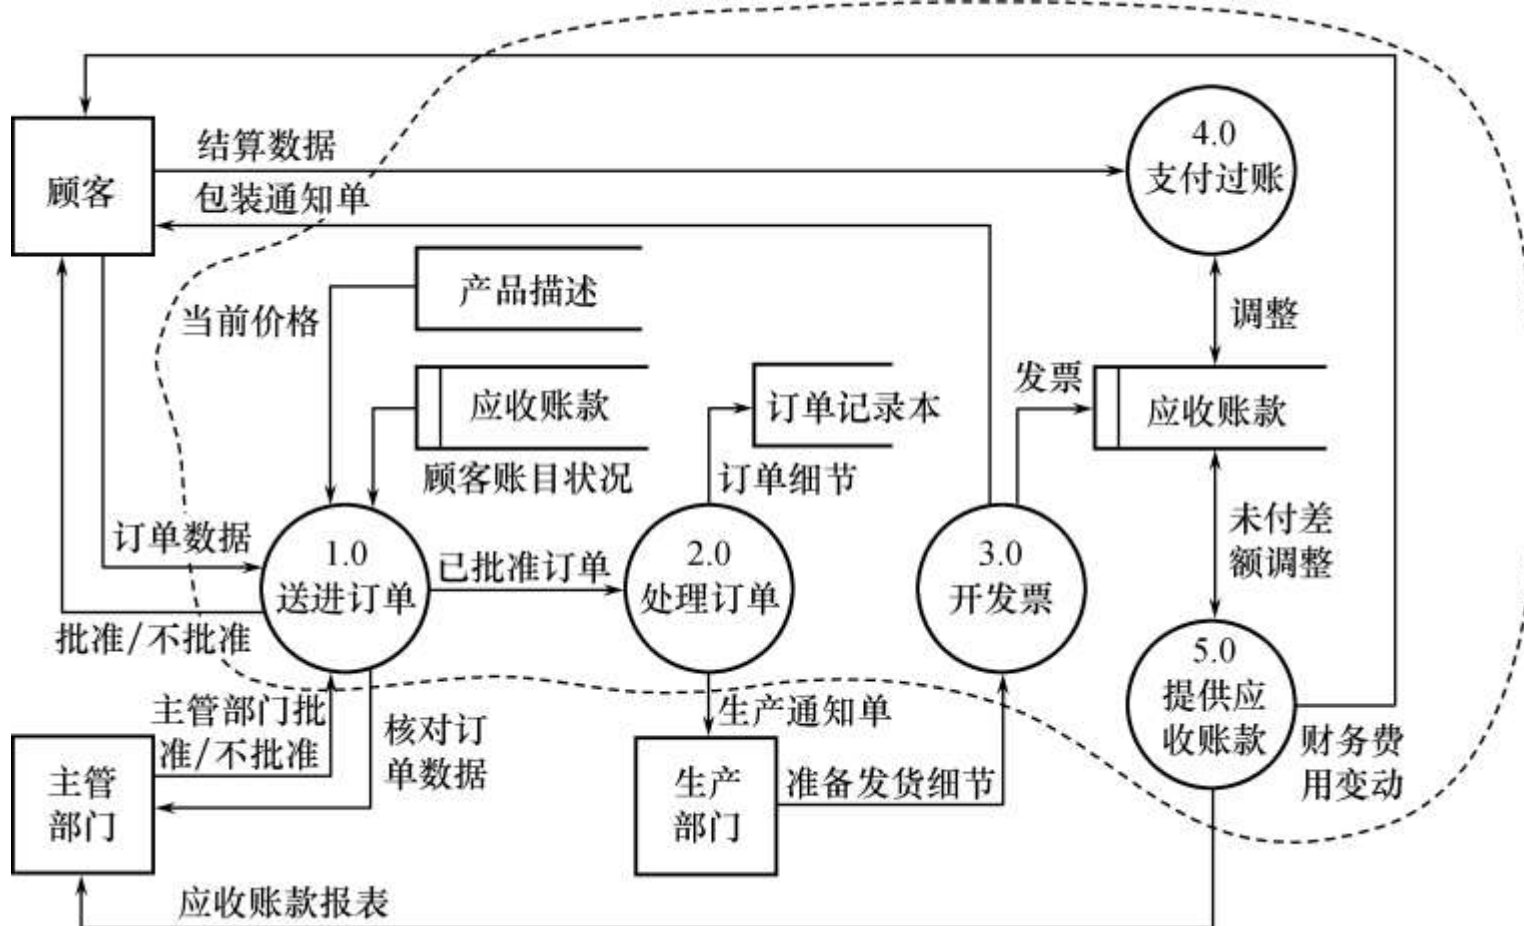 结算数据
4.0
支付过账
顾客
包装通知单
产品描述
当前价格
调整
发票
应收账款
订单记录本
应收账款
顾客账目状况
订单细节
订单数据
1.0
送进订单
已批准订单
2.0
处理订单
3.0
开发票
未付差
额调整
批准/不批准
5.0
提供应
收账款
主管部门批
准/不批准
核对订
单数据
生产通知单
财务费
用变动
主管
部门
生产
部门
准备发货细节
应收账款报表